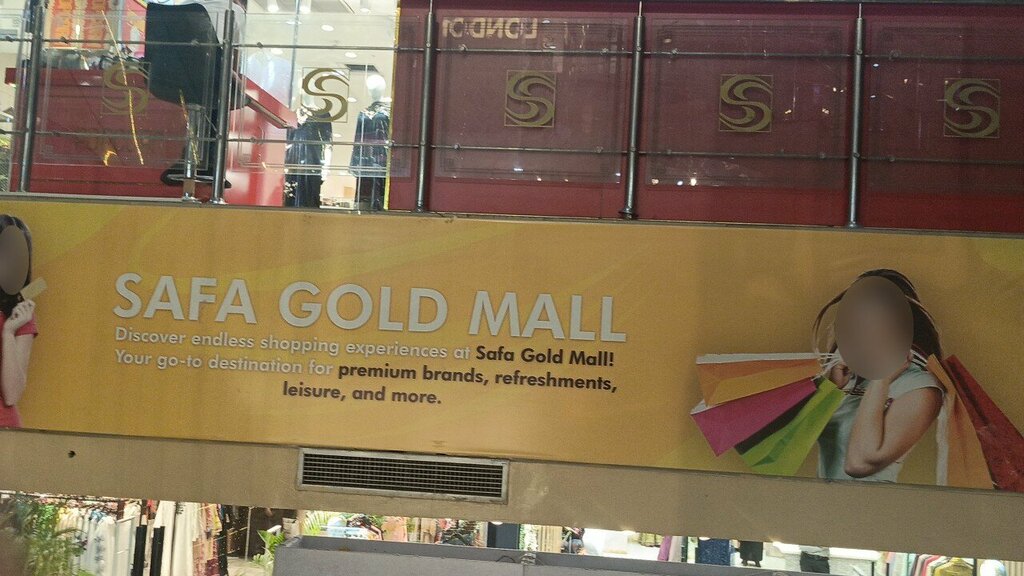 LONDON
SAFA GOLD MALL
Discover endless shopping experiences at Safa Gold Mall!
Your go-to destination for premium brands, refreshments,
leisure, and more.